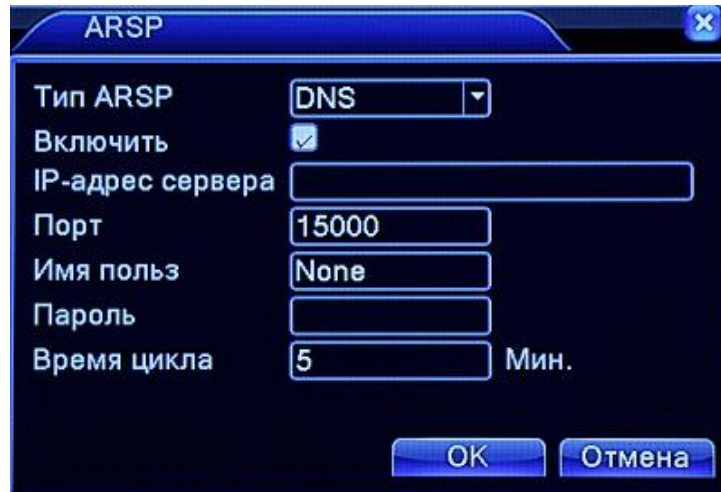 ARSP
Тип ARSP DNS
Включить
IP-адрес сервера
Порт 15000
Имя польз None
Пароль
Время цикла 5 Мин.
OK Отмена